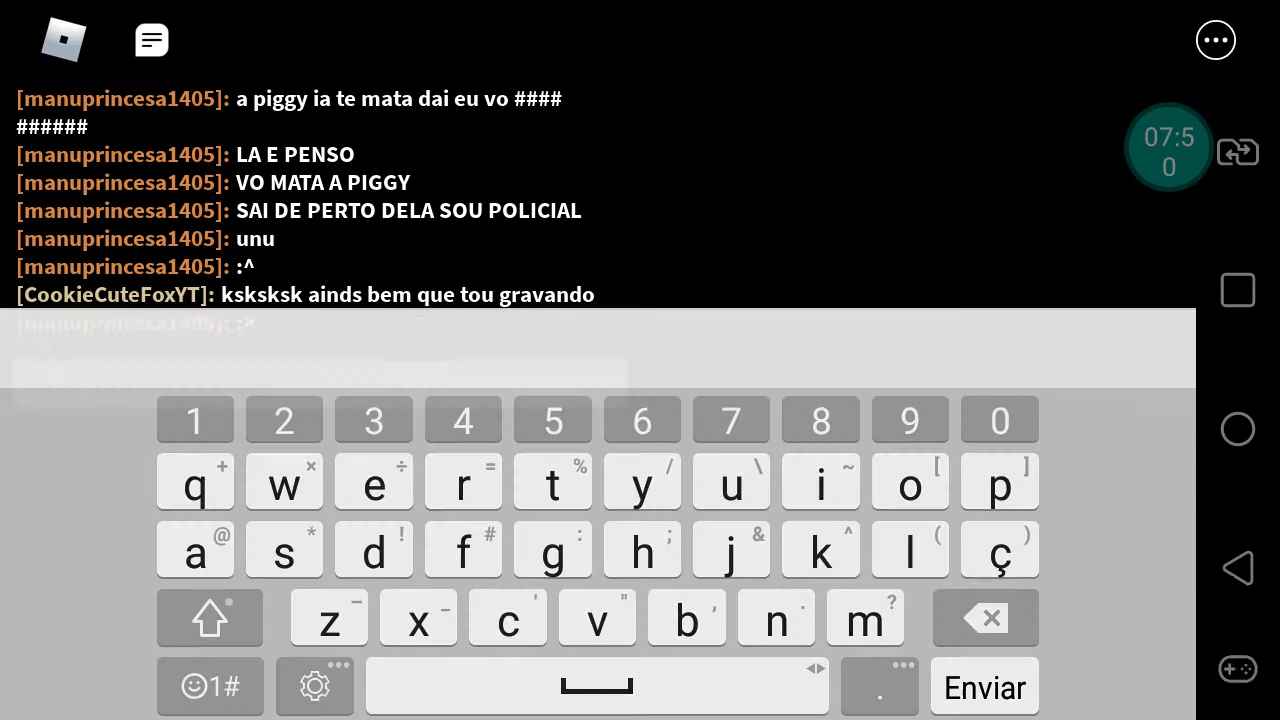 [manuprincesa1405]: a piggy ia te mata dai eu vo ####
######
[manuprincesa1405]: LA E PENSO
[manuprincesa1405]: VO MATA A PIGGY
[manuprincesa1405]: SAI DE PERTO DELA SOU POLICIAL
[manuprincesa1405]: unu
[manuprincesa1405]: :^
[CookieCuteFoxYT]: ksksksk ainds bem que tou gravando
07:5
0
1 2 3 4 5 6 7 8 9 0
q + w × e ÷ r = t % y / u \ i ~ o [ p ]
a @ s * d ! f # g : h ; j & k ^ l ( ç )
z – x _ c ' v " b , n . m ?
1# . Enviar